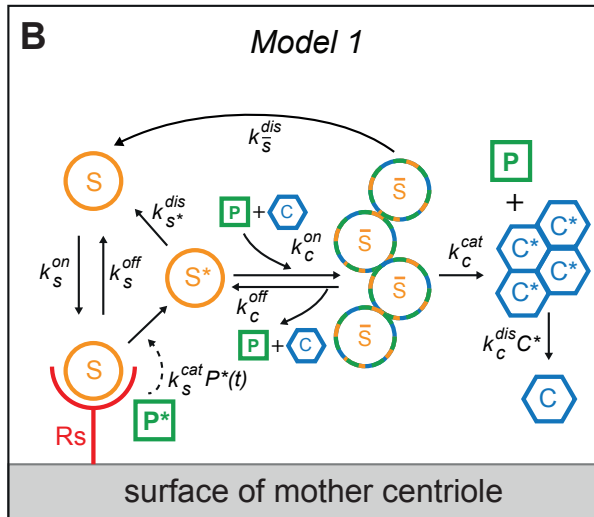 B
Model 1
k_s̄^dis
S
k_s*^dis
P + C
k_c^on
k_s^on
k_s^off
S*
k_c^off
P + C
S̄
S̄
S̄
S̄
k_c^cat
P
+
C*
C*
C*
C*
k_c^dis C*
C
S
k_s^cat P*(t)
P*
Rs
surface of mother centriole